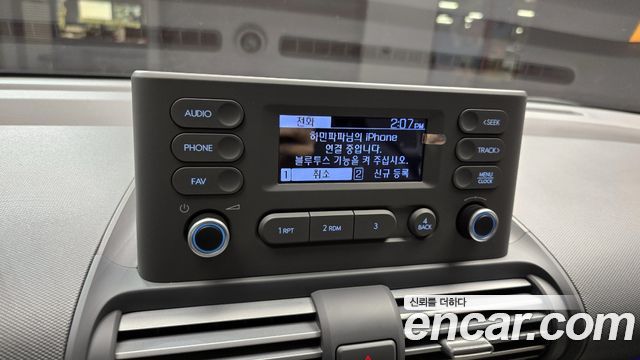 AUDIO
PHONE
FAV
전화 2:07PM
하민파파님의 iPhone
연결 중입니다.
블루투스 기능을 켜 주십시오.
1 취소 2 신규 등록
<SEEK
TRACK>
MENU
CLOCK
1 RPT
2 RDM
3
4
BACK
신뢰를 더하다
encar.com